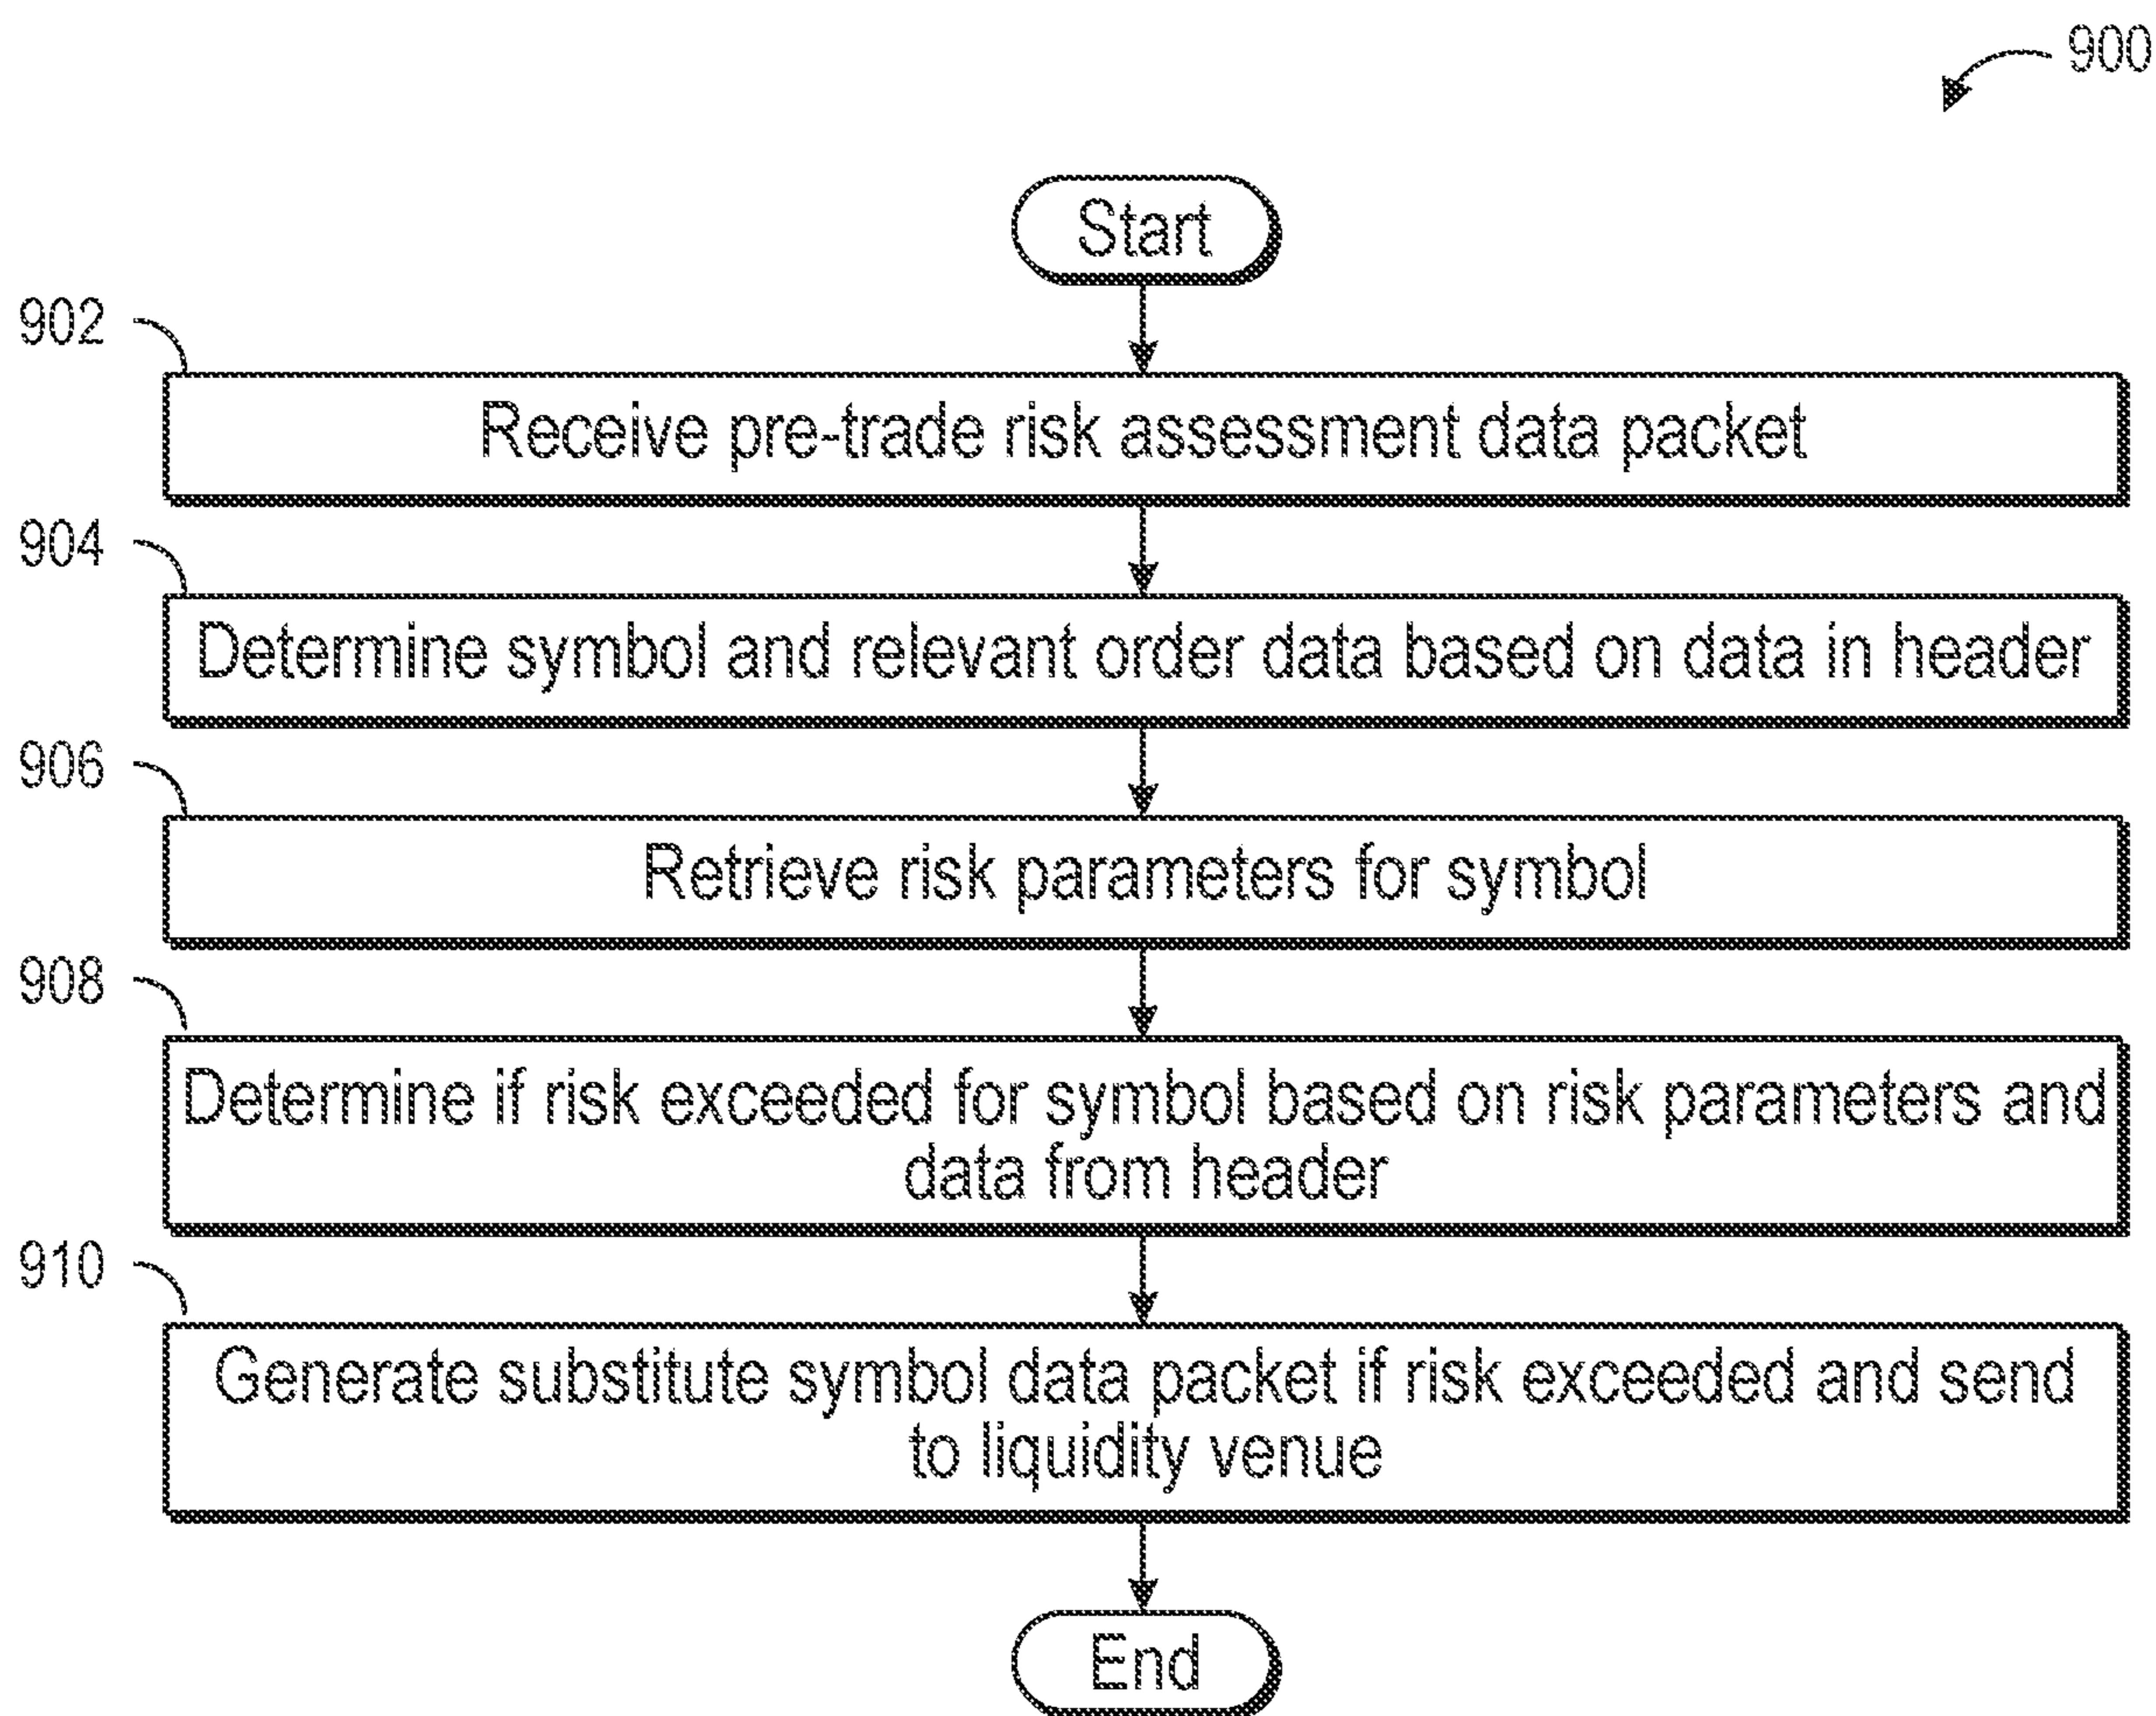 900
Start
902
Receive pre-trade risk assessment data packet
904
Determine symbol and relevant order data based on data in header
906
Retrieve risk parameters for symbol
908
Determine if risk exceeded for symbol based on risk parameters and
data from header
910
Generate substitute symbol data packet if risk exceeded and send
to liquidity venue
End